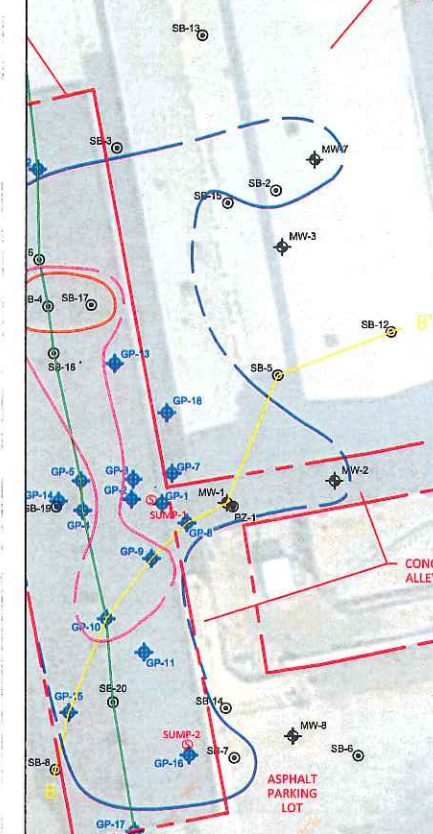 SB-13
SB-3
MW-7
2
SB-2
SB-15
MW-3
6
B-4
SB-17
SB-12
B'
SB-16
GP-13
SB-5
GP-18
GP-5
GP-3
GP-7
MW-2
GP-14
GP-2
GP-1
MW-1
SB-19
SUMP-1
PZ-1
GP-4
GP-8
GP-9
CONC
ALLEY
GP-10
GP-11
SB-20
SB-14
GP-15
MW-8
SUMP-2
SB-8
GP-16
SB-7
SB-6
B
ASPHALT
PARKING
LOT
GP-17